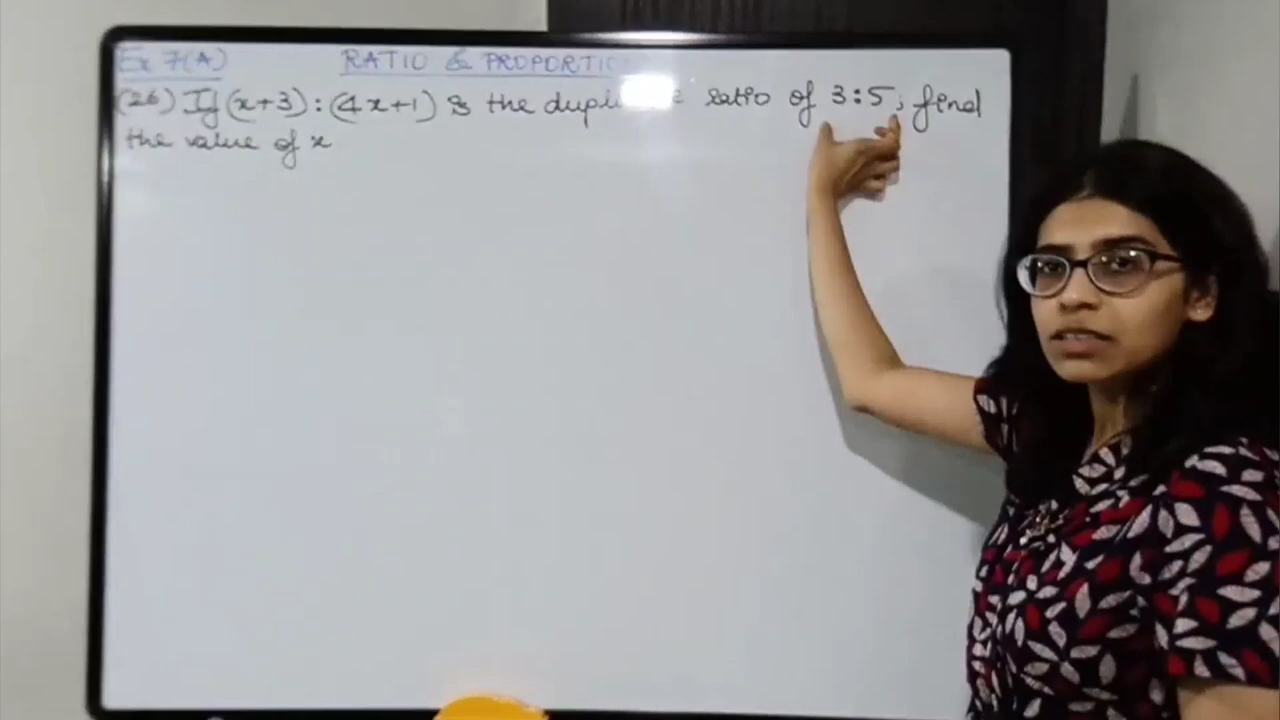 Ex 7(A) RATIO & PROPORTIO
(26) If (x+3) : (4x+1) is the ratio of 3:5, find
the value of x